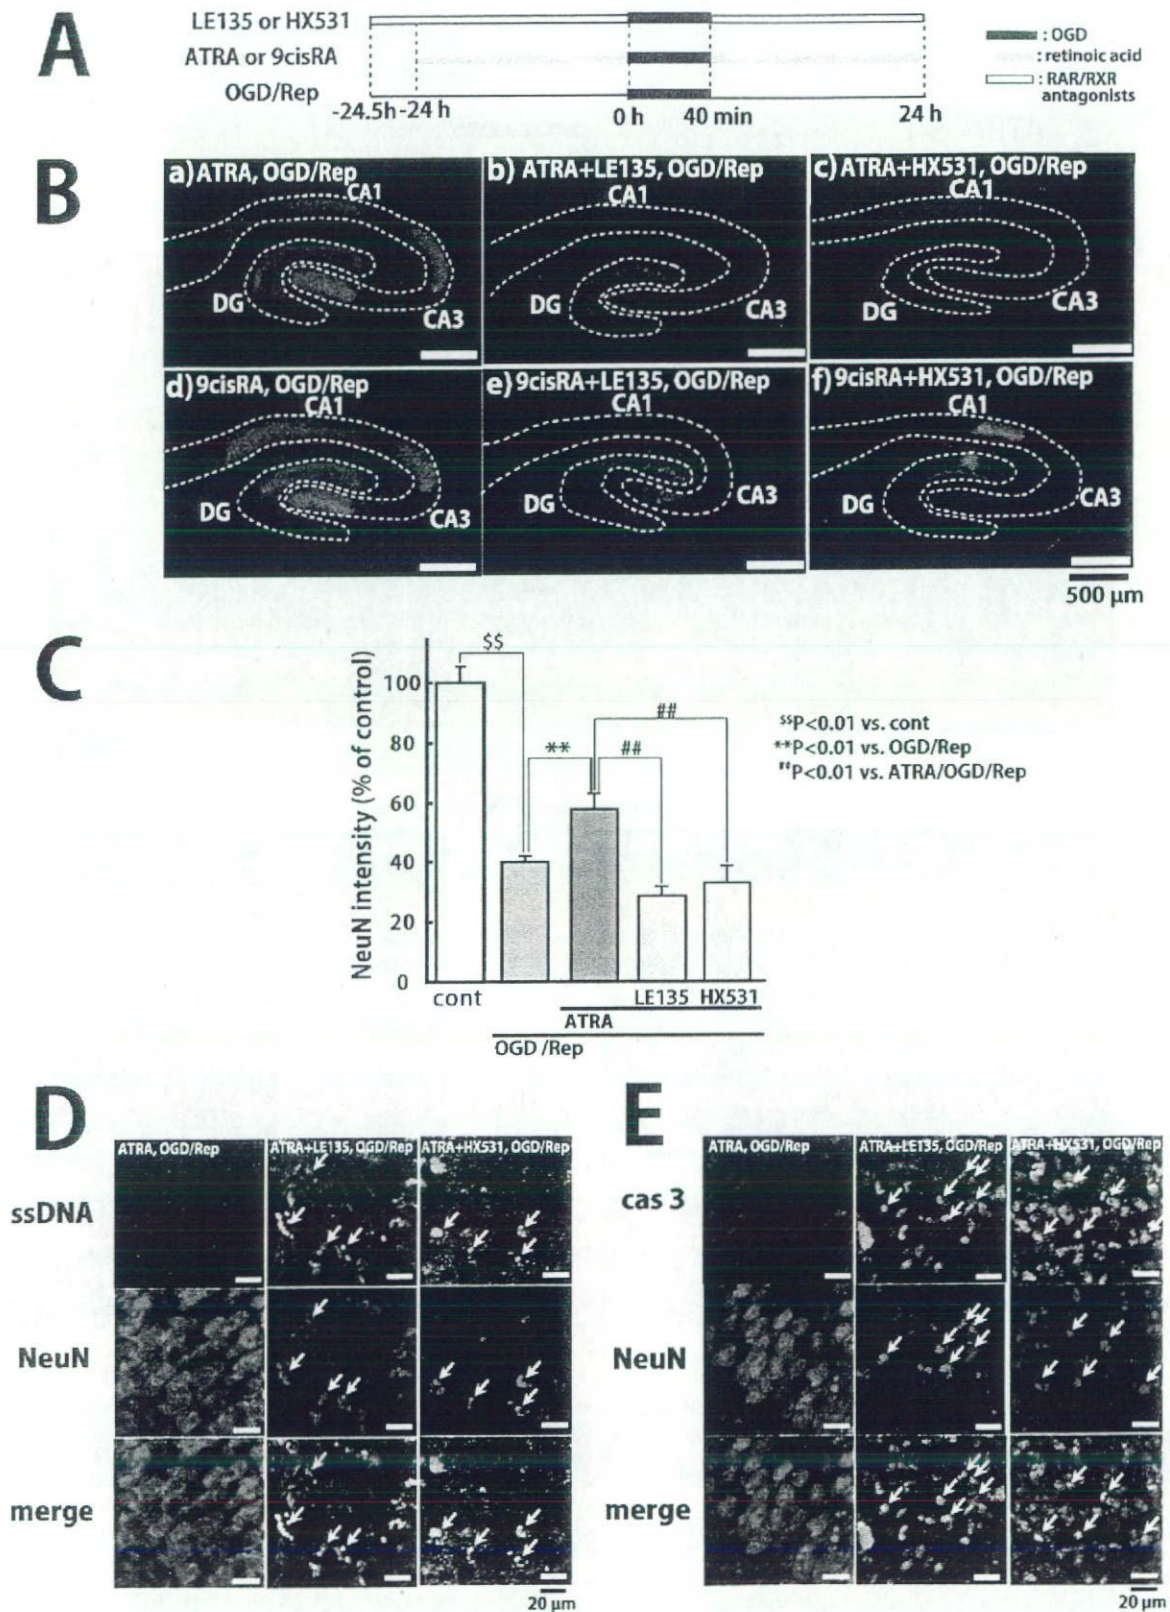 A
LE135 or HX531
ATRA or 9cisRA
OGD/Rep
-24.5h
-24 h
0 h
40 min
24 h
: OGD
: retinoic acid
: RAR/RXR
antagonists
B
a) ATRA, OGD/Rep
CA1
DG
CA3
b) ATRA+LE135, OGD/Rep
CA1
DG
CA3
c) ATRA+HX531, OGD/Rep
CA1
DG
CA3
d) 9cisRA, OGD/Rep
CA1
DG
CA3
e) 9cisRA+LE135, OGD/Rep
CA1
DG
CA3
f) 9cisRA+HX531, OGD/Rep
CA1
DG
CA3
500 µm
C
NeuN intensity (% of control)
100
80
60
40
20
0
$$
**
##
##
$$P<0.01 vs. cont
**P<0.01 vs. OGD/Rep
##P<0.01 vs. ATRA/OGD/Rep
cont
LE135
HX531
ATRA
OGD /Rep
D
ATRA, OGD/Rep
ATRA+LE135, OGD/Rep
ATRA+HX531, OGD/Rep
ssDNA
NeuN
merge
20 µm
E
ATRA, OGD/Rep
ATRA+LE135, OGD/Rep
ATRA+HX531, OGD/Rep
cas 3
NeuN
merge
20 µm